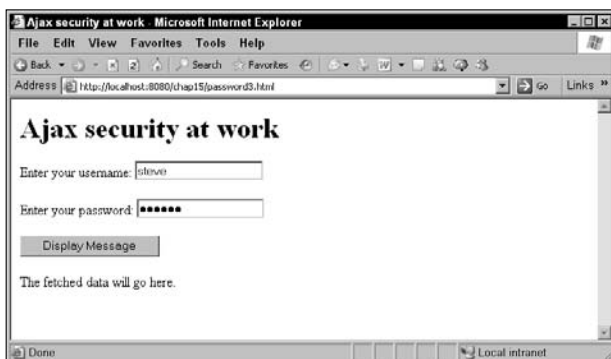 Ajax security at work - Microsoft Internet Explorer
File Edit View Favorites Tools Help
Back Search Favorites
Address http://localhost:8080/chap15/password3.html Go Links »
Ajax security at work
Enter your username: steve
Enter your password: ••••••
Display Message
The fetched data will go here.
Done Local intranet